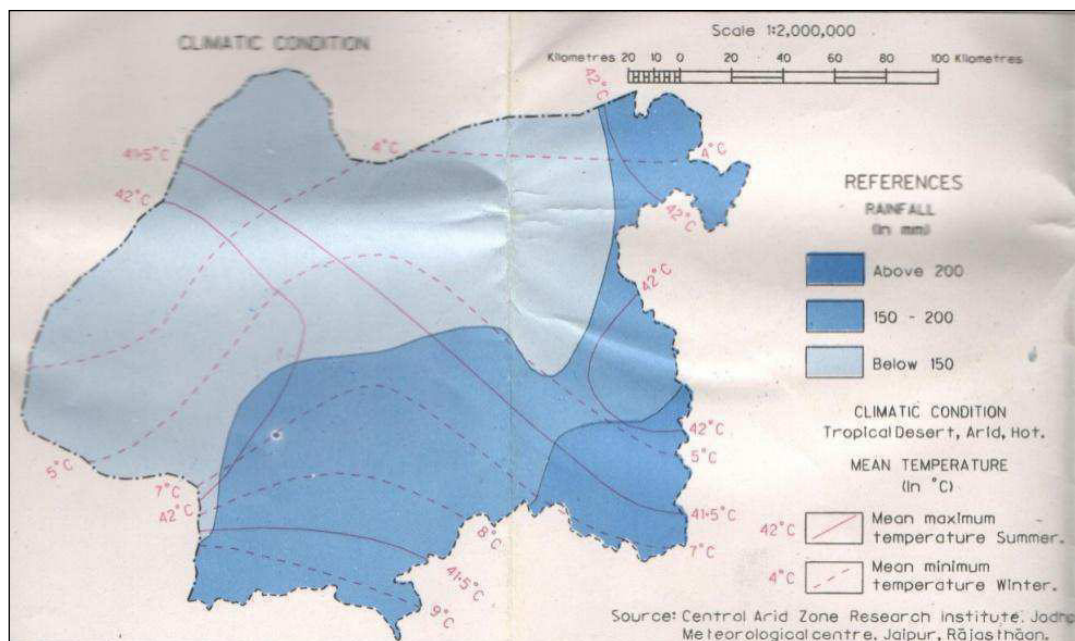 CLIMATIC CONDITION
Scale 1:2,000,000
Kilometres 20 10 0 20 40 60 80 100 Kilometres
42°C
4°C
4°C
41·5°C
42°C
42°C
42°C
REFERENCES
RAINFALL
(In mm)
Above 200
150 - 200
Below 150
CLIMATIC CONDITION
Tropical Desert, Arid, Hot.
MEAN TEMPERATURE
(In °C)
42°C
Mean maximum
temperature Summer.
4°C
Mean minimum
temperature Winter.
42°C
5°C
5°C
7°C
42°C
41·5°C
8°C
7°C
41·5°C
9°C
Source: Central Arid Zone Research Institute, Jodhp
Meteorological centre, Jaipur, Rājasthān.